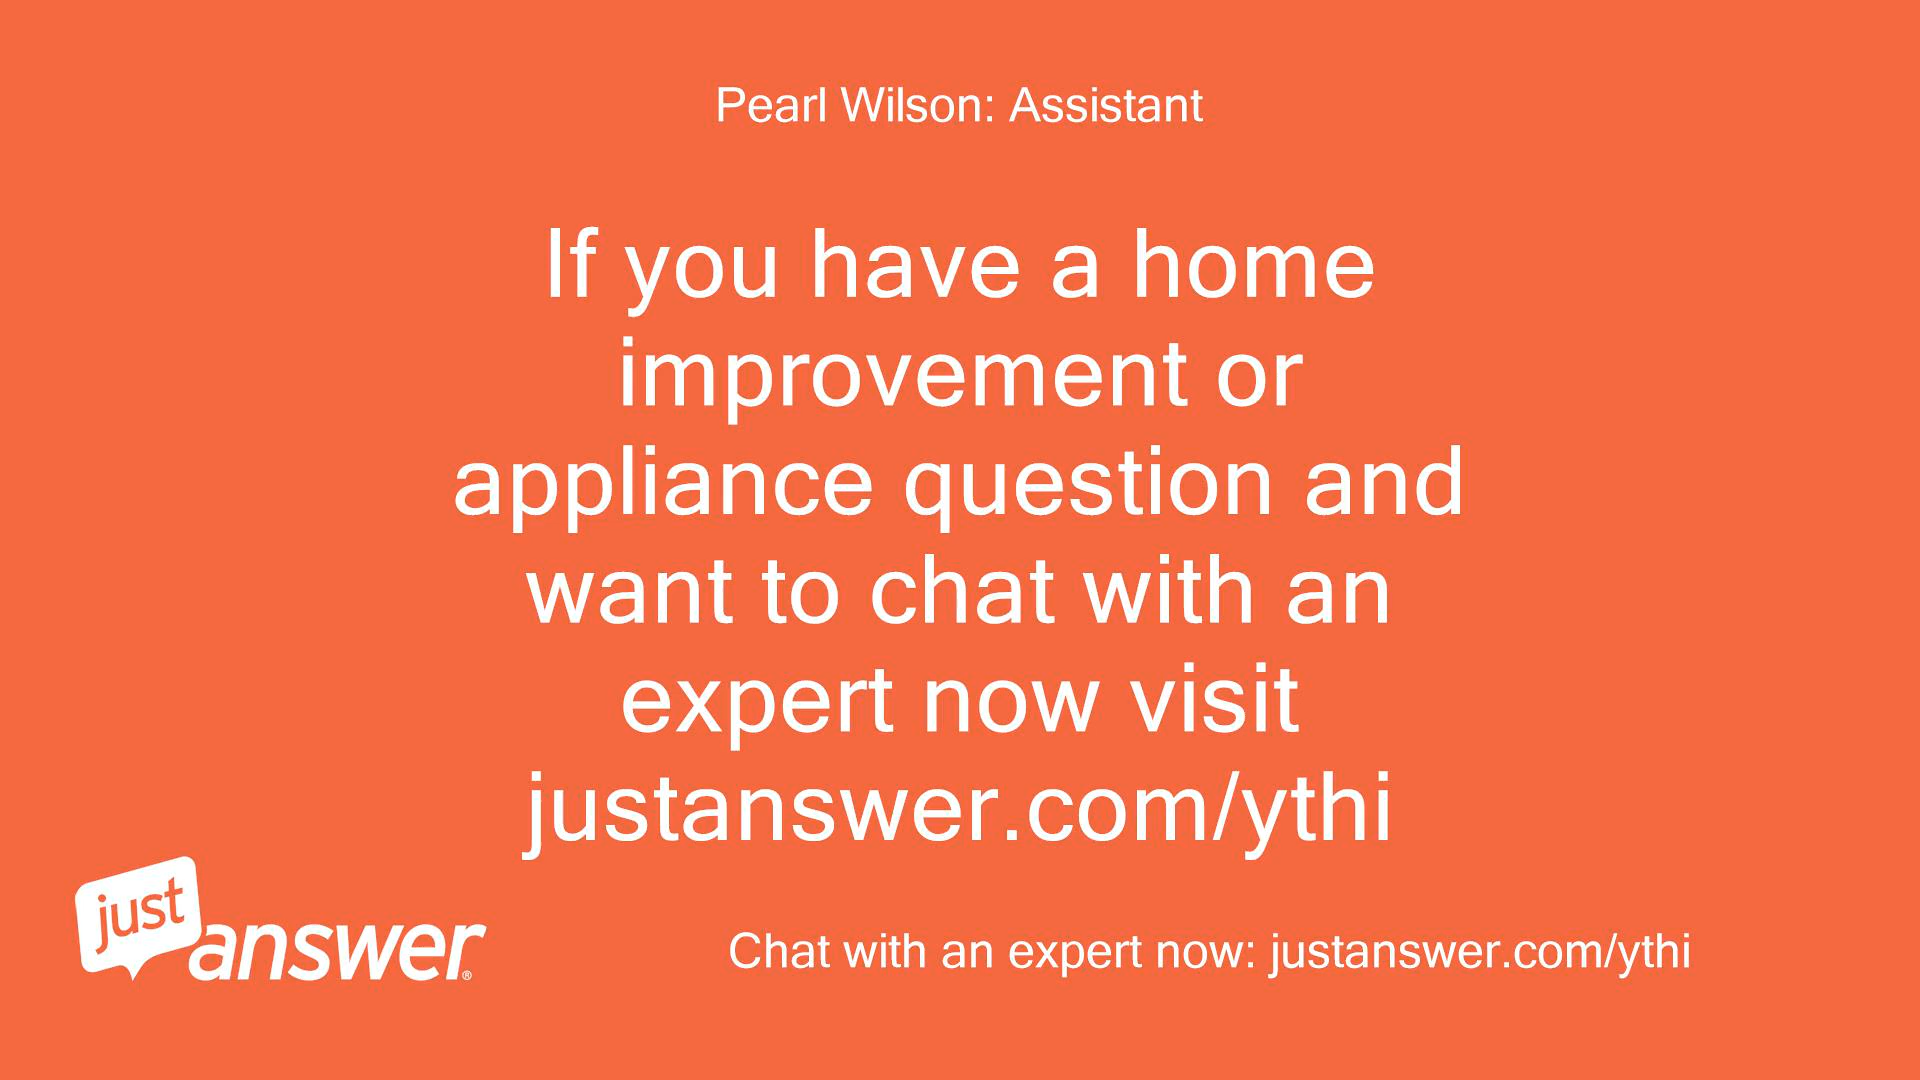 Pearl Wilson: Assistant
If you have a home
improvement or
appliance question and
want to chat with an
expert now visit
justanswer.com/ythi
just
answer®
Chat with an expert now: justanswer.com/ythi